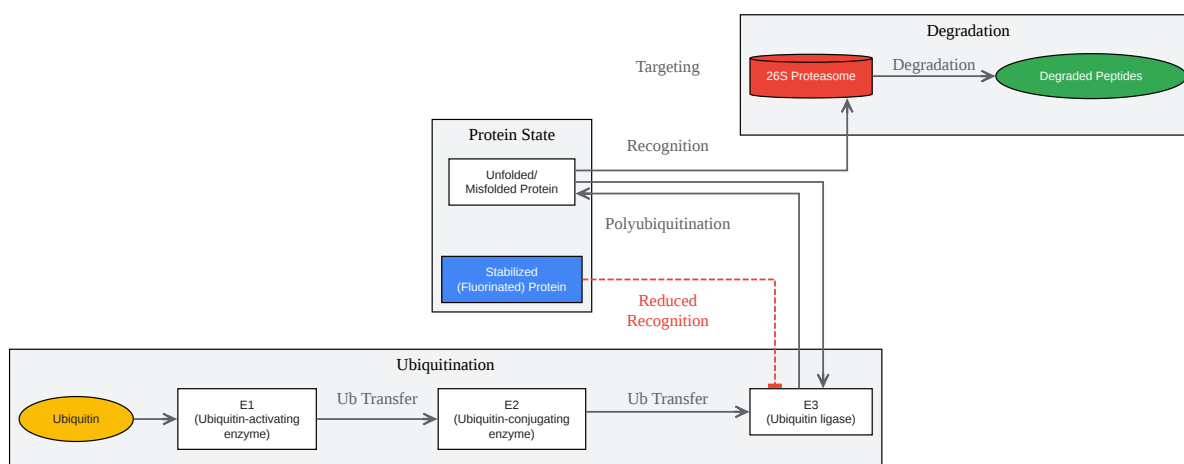 Degradation
Targeting
26S Proteasome
Degradation
Degraded Peptides
Protein State
Recognition
Unfolded/
Misfolded Protein
Polyubiquitination
Stabilized
(Fluorinated) Protein
Reduced
Recognition
Ubiquitination
Ubiquitin
E1
(Ubiquitin-activating
enzyme)
Ub Transfer
E2
(Ubiquitin-conjugating
enzyme)
Ub Transfer
E3
(Ubiquitin ligase)